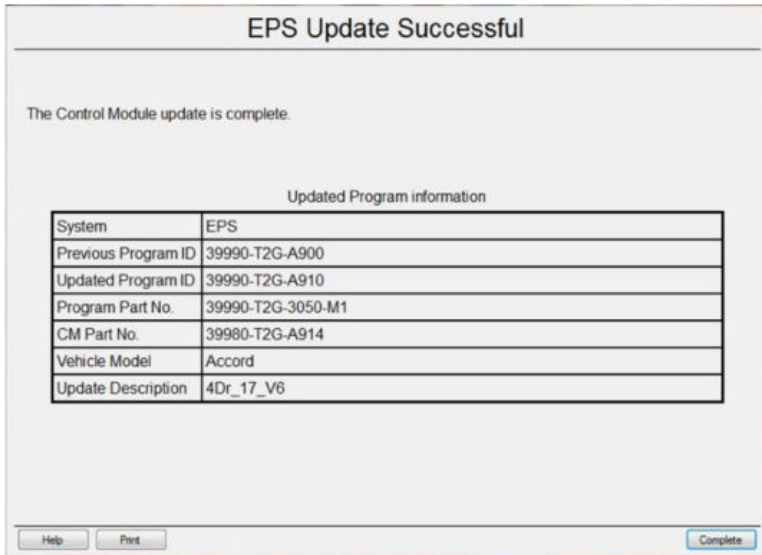 EPS Update Successful
The Control Module update is complete.
Updated Program information
System EPS
Previous Program ID 39990-T2G-A900
Updated Program ID 39990-T2G-A910
Program Part No. 39990-T2G-3050-M1
CM Part No. 39980-T2G-A914
Vehicle Model Accord
Update Description 4Dr_17_V6
Help Print Complete